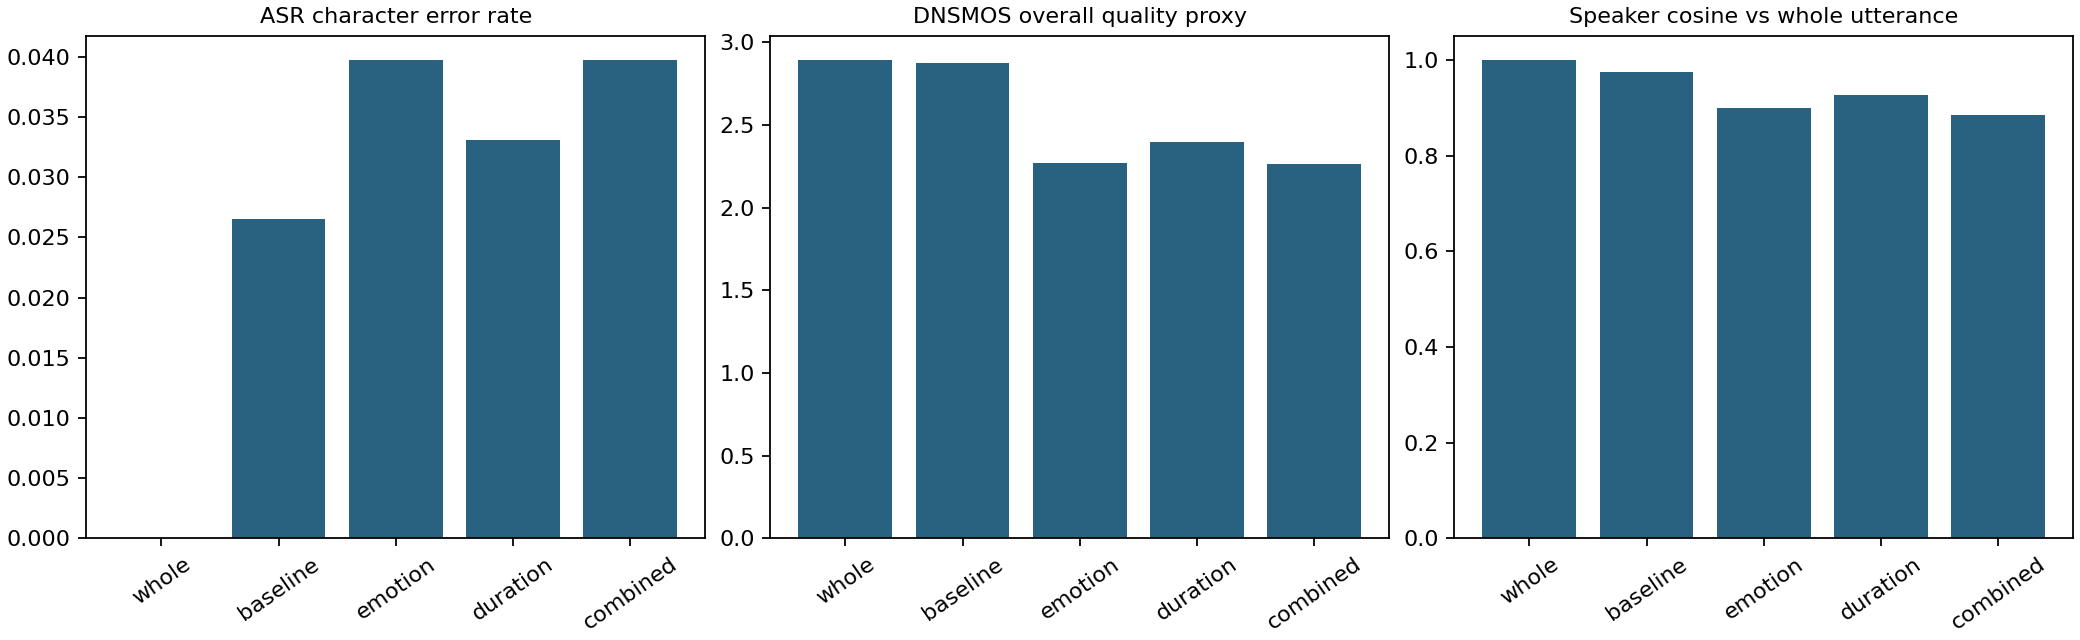 ASR character error rate
0.040
0.035
0.030
0.025
0.020
0.015
0.010
0.005
0.000
whole
baseline
emotion
duration
combined
DNSMOS overall quality proxy
3.0
2.5
2.0
1.5
1.0
0.5
0.0
whole
baseline
emotion
duration
combined
Speaker cosine vs whole utterance
1.0
0.8
0.6
0.4
0.2
0.0
whole
baseline
emotion
duration
combined